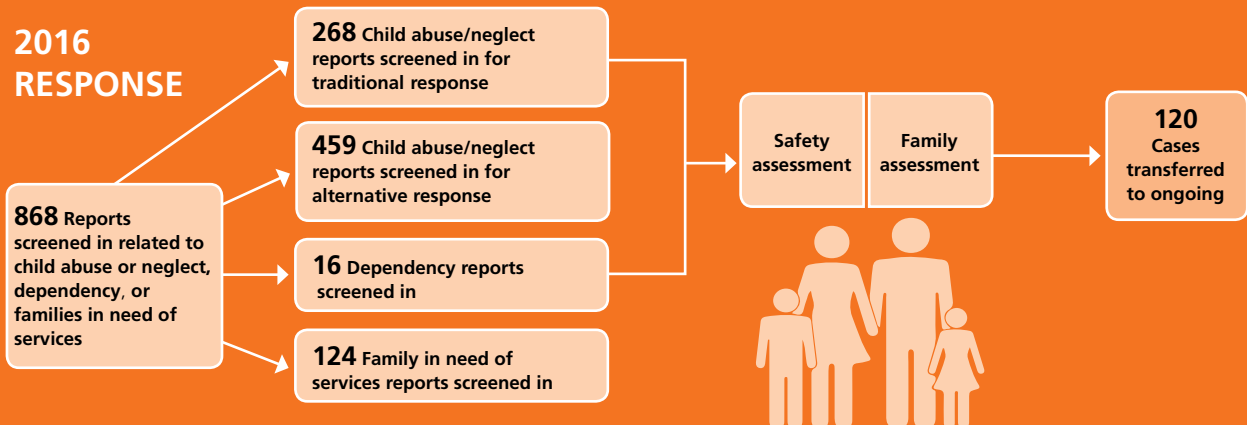 2016
RESPONSE
868 Reports
screened in related to
child abuse or neglect,
dependency, or
families in need of
services
268 Child abuse/neglect
reports screened in for
traditional response
459 Child abuse/neglect
reports screened in for
alternative response
16 Dependency reports
screened in
124 Family in need of
services reports screened in
Safety
assessment
Family
assessment
120
Cases
transferred
to ongoing